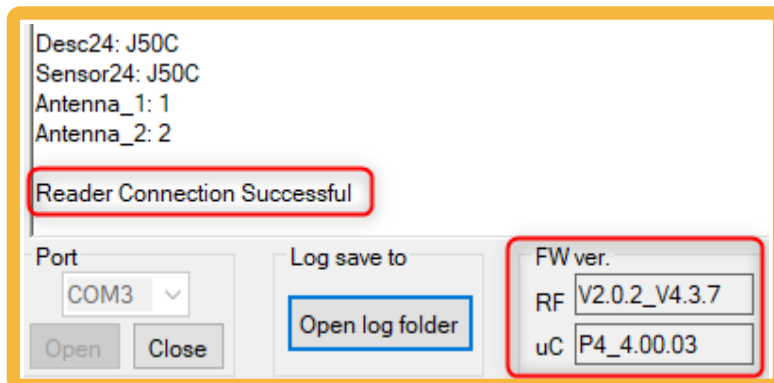 Desc24: J50C
Sensor24: J50C
Antenna_1: 1
Antenna_2: 2
Reader Connection Successful
Port
COM3
Open
Close
Log save to
Open log folder
FW ver.
RF V2.0.2_V4.3.7
uC P4_4.00.03